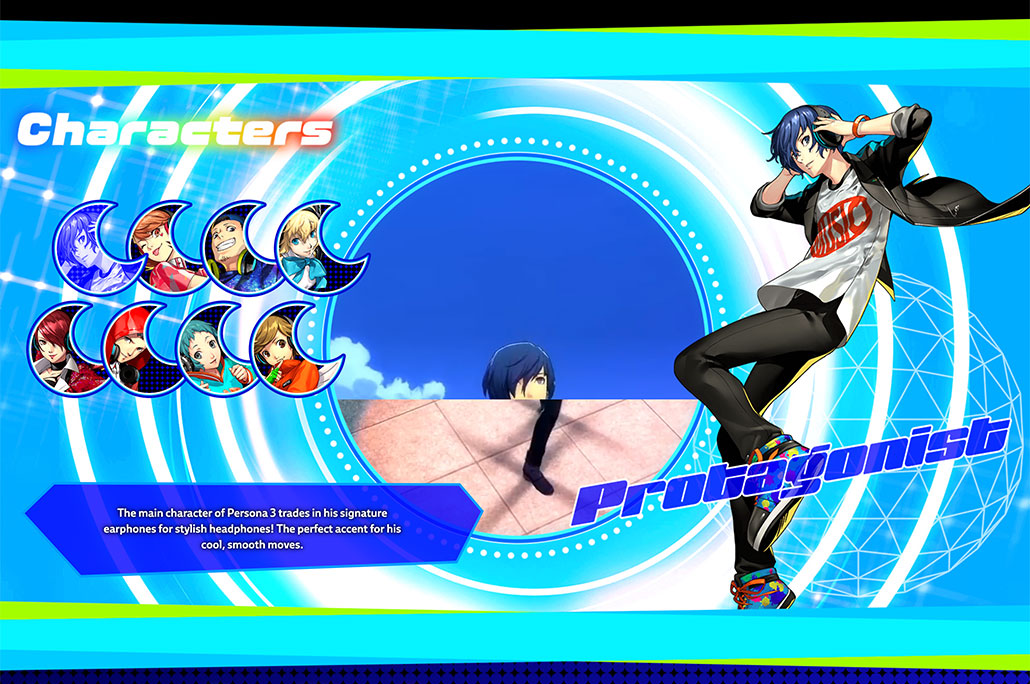 Characters
MUSIC
The main character of Persona 3 trades in his signature
earphones for stylish headphones! The perfect accent for his
cool, smooth moves.
Protagonist